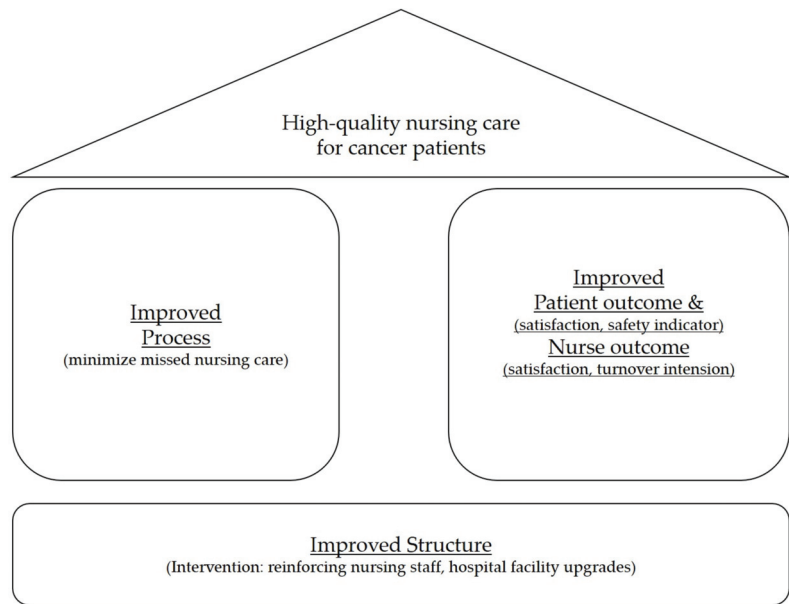 High-quality nursing care
for cancer patients
Improved
Process
(minimize missed nursing care)
Improved
Patient outcome &
(satisfaction, safety indicator)
Nurse outcome
(satisfaction, turnover intension)
Improved Structure
(Intervention: reinforcing nursing staff, hospital facility upgrades)